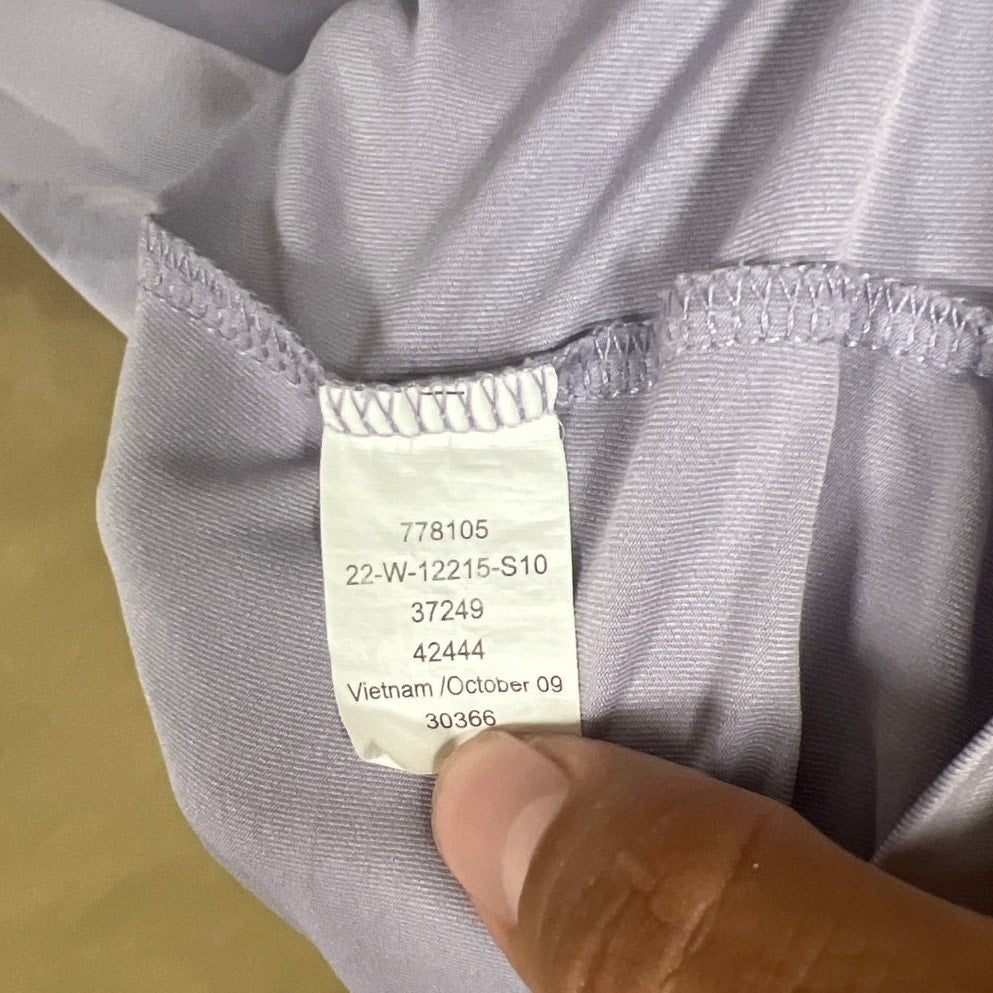 778105
22-W-12215-S10
37249
42444
Vietnam /October 09
30366